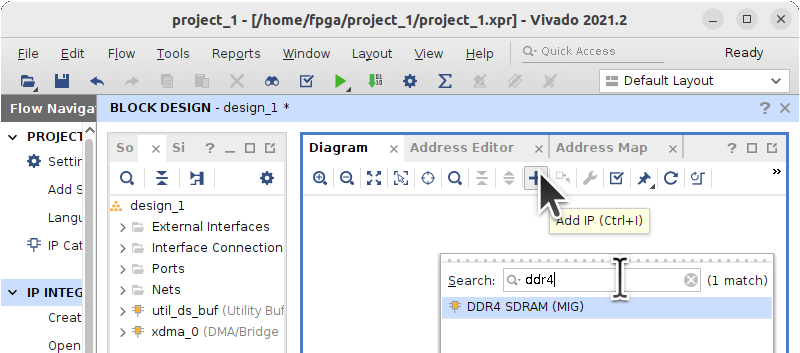 project_1 - [/home/fpga/project_1/project_1.xpr] - Vivado 2021.2
File Edit Flow Tools Reports Window Layout View Help Quick Access Ready
Default Layout
Flow Navigat
BLOCK DESIGN - design_1 *
PROJECT
Settin
Add S
Langu
IP Cat
IP INTEG
Creat
Open
So Si
design_1
External Interfaces
Interface Connection
Ports
Nets
util_ds_buf (Utility Buf
xdma_0 (DMA/Bridge
Diagram Address Editor Address Map
Add IP (Ctrl+I)
Search: ddr4 (1 match)
DDR4 SDRAM (MIG)